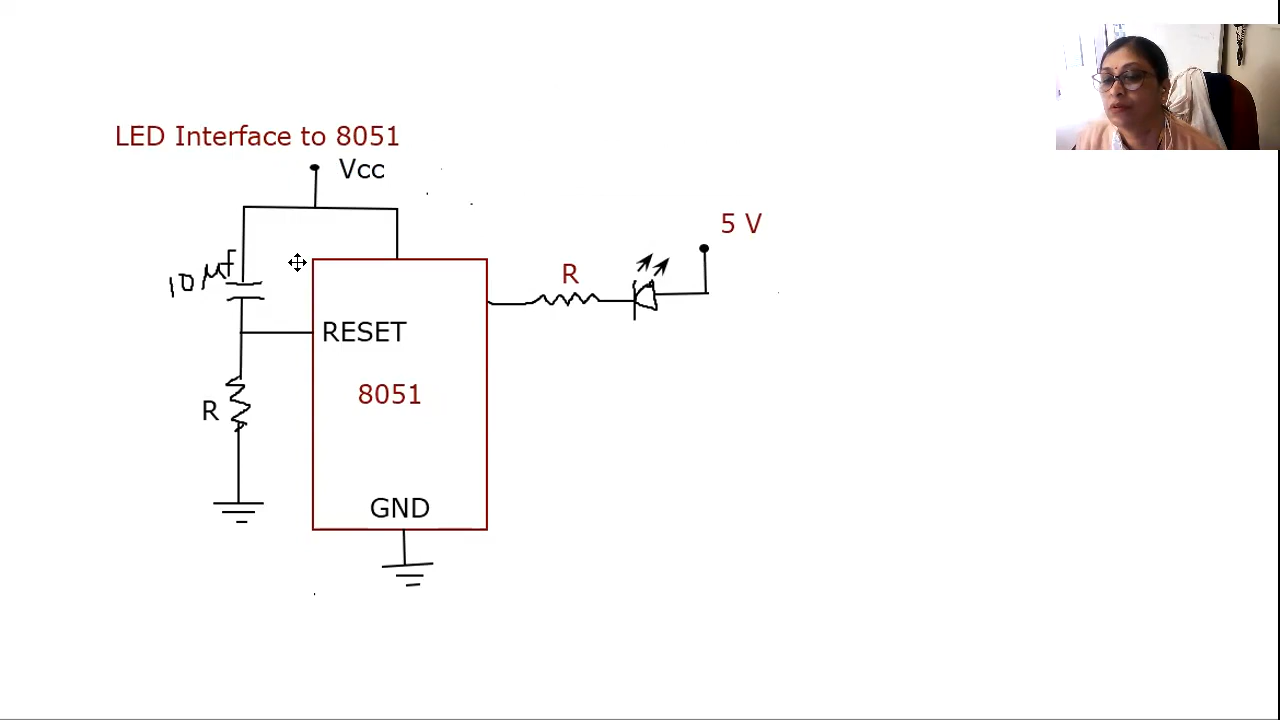 LED Interface to 8051
Vcc
5 V
10 µf
R
RESET
8051
R
GND